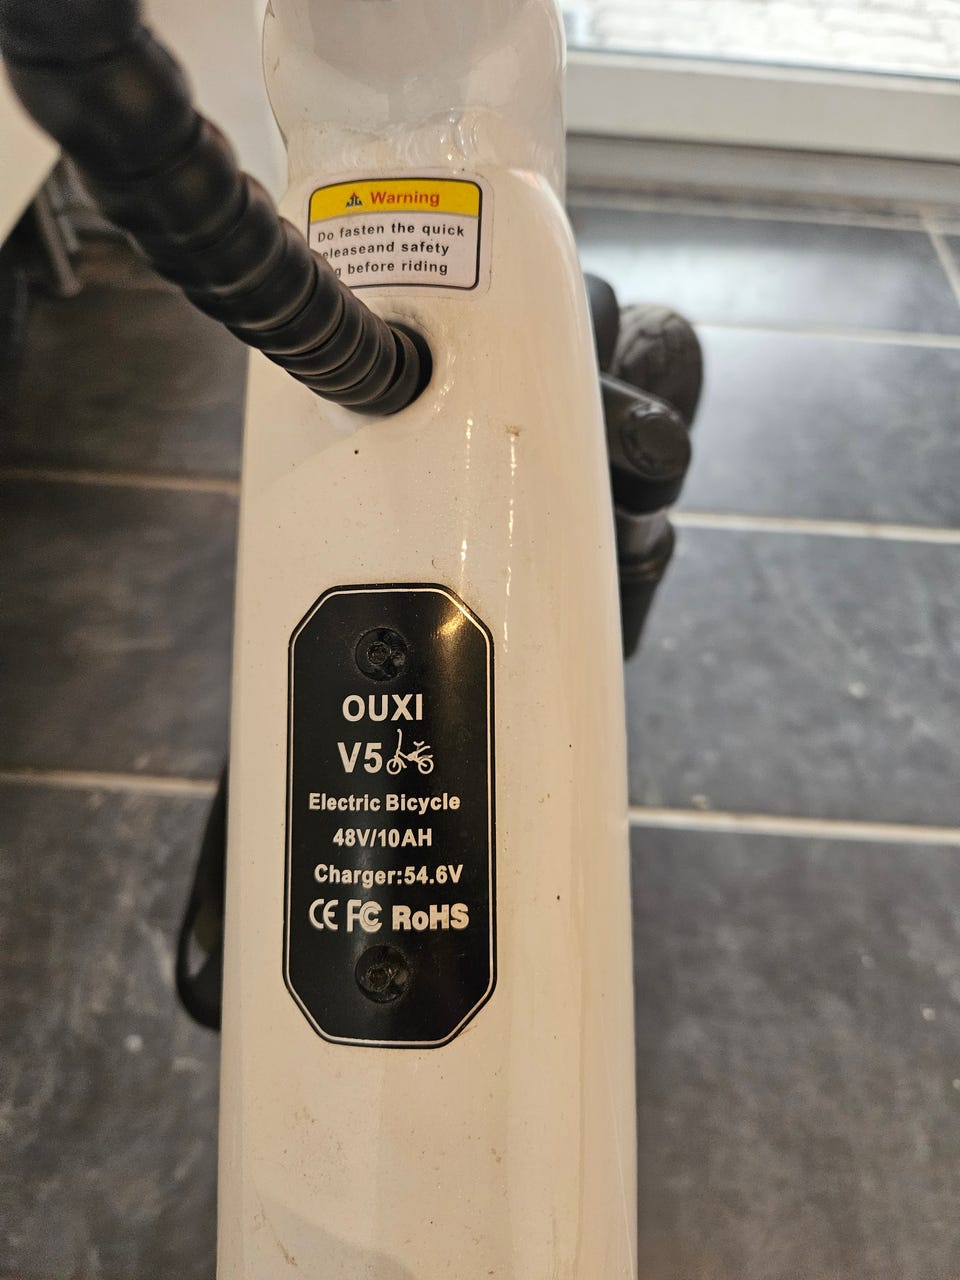 Warning
Do fasten the quick
eleaseand safety
g before riding
OUXI
V5
Electric Bicycle
48V/10AH
Charger:54.6V
CE FC RoHS